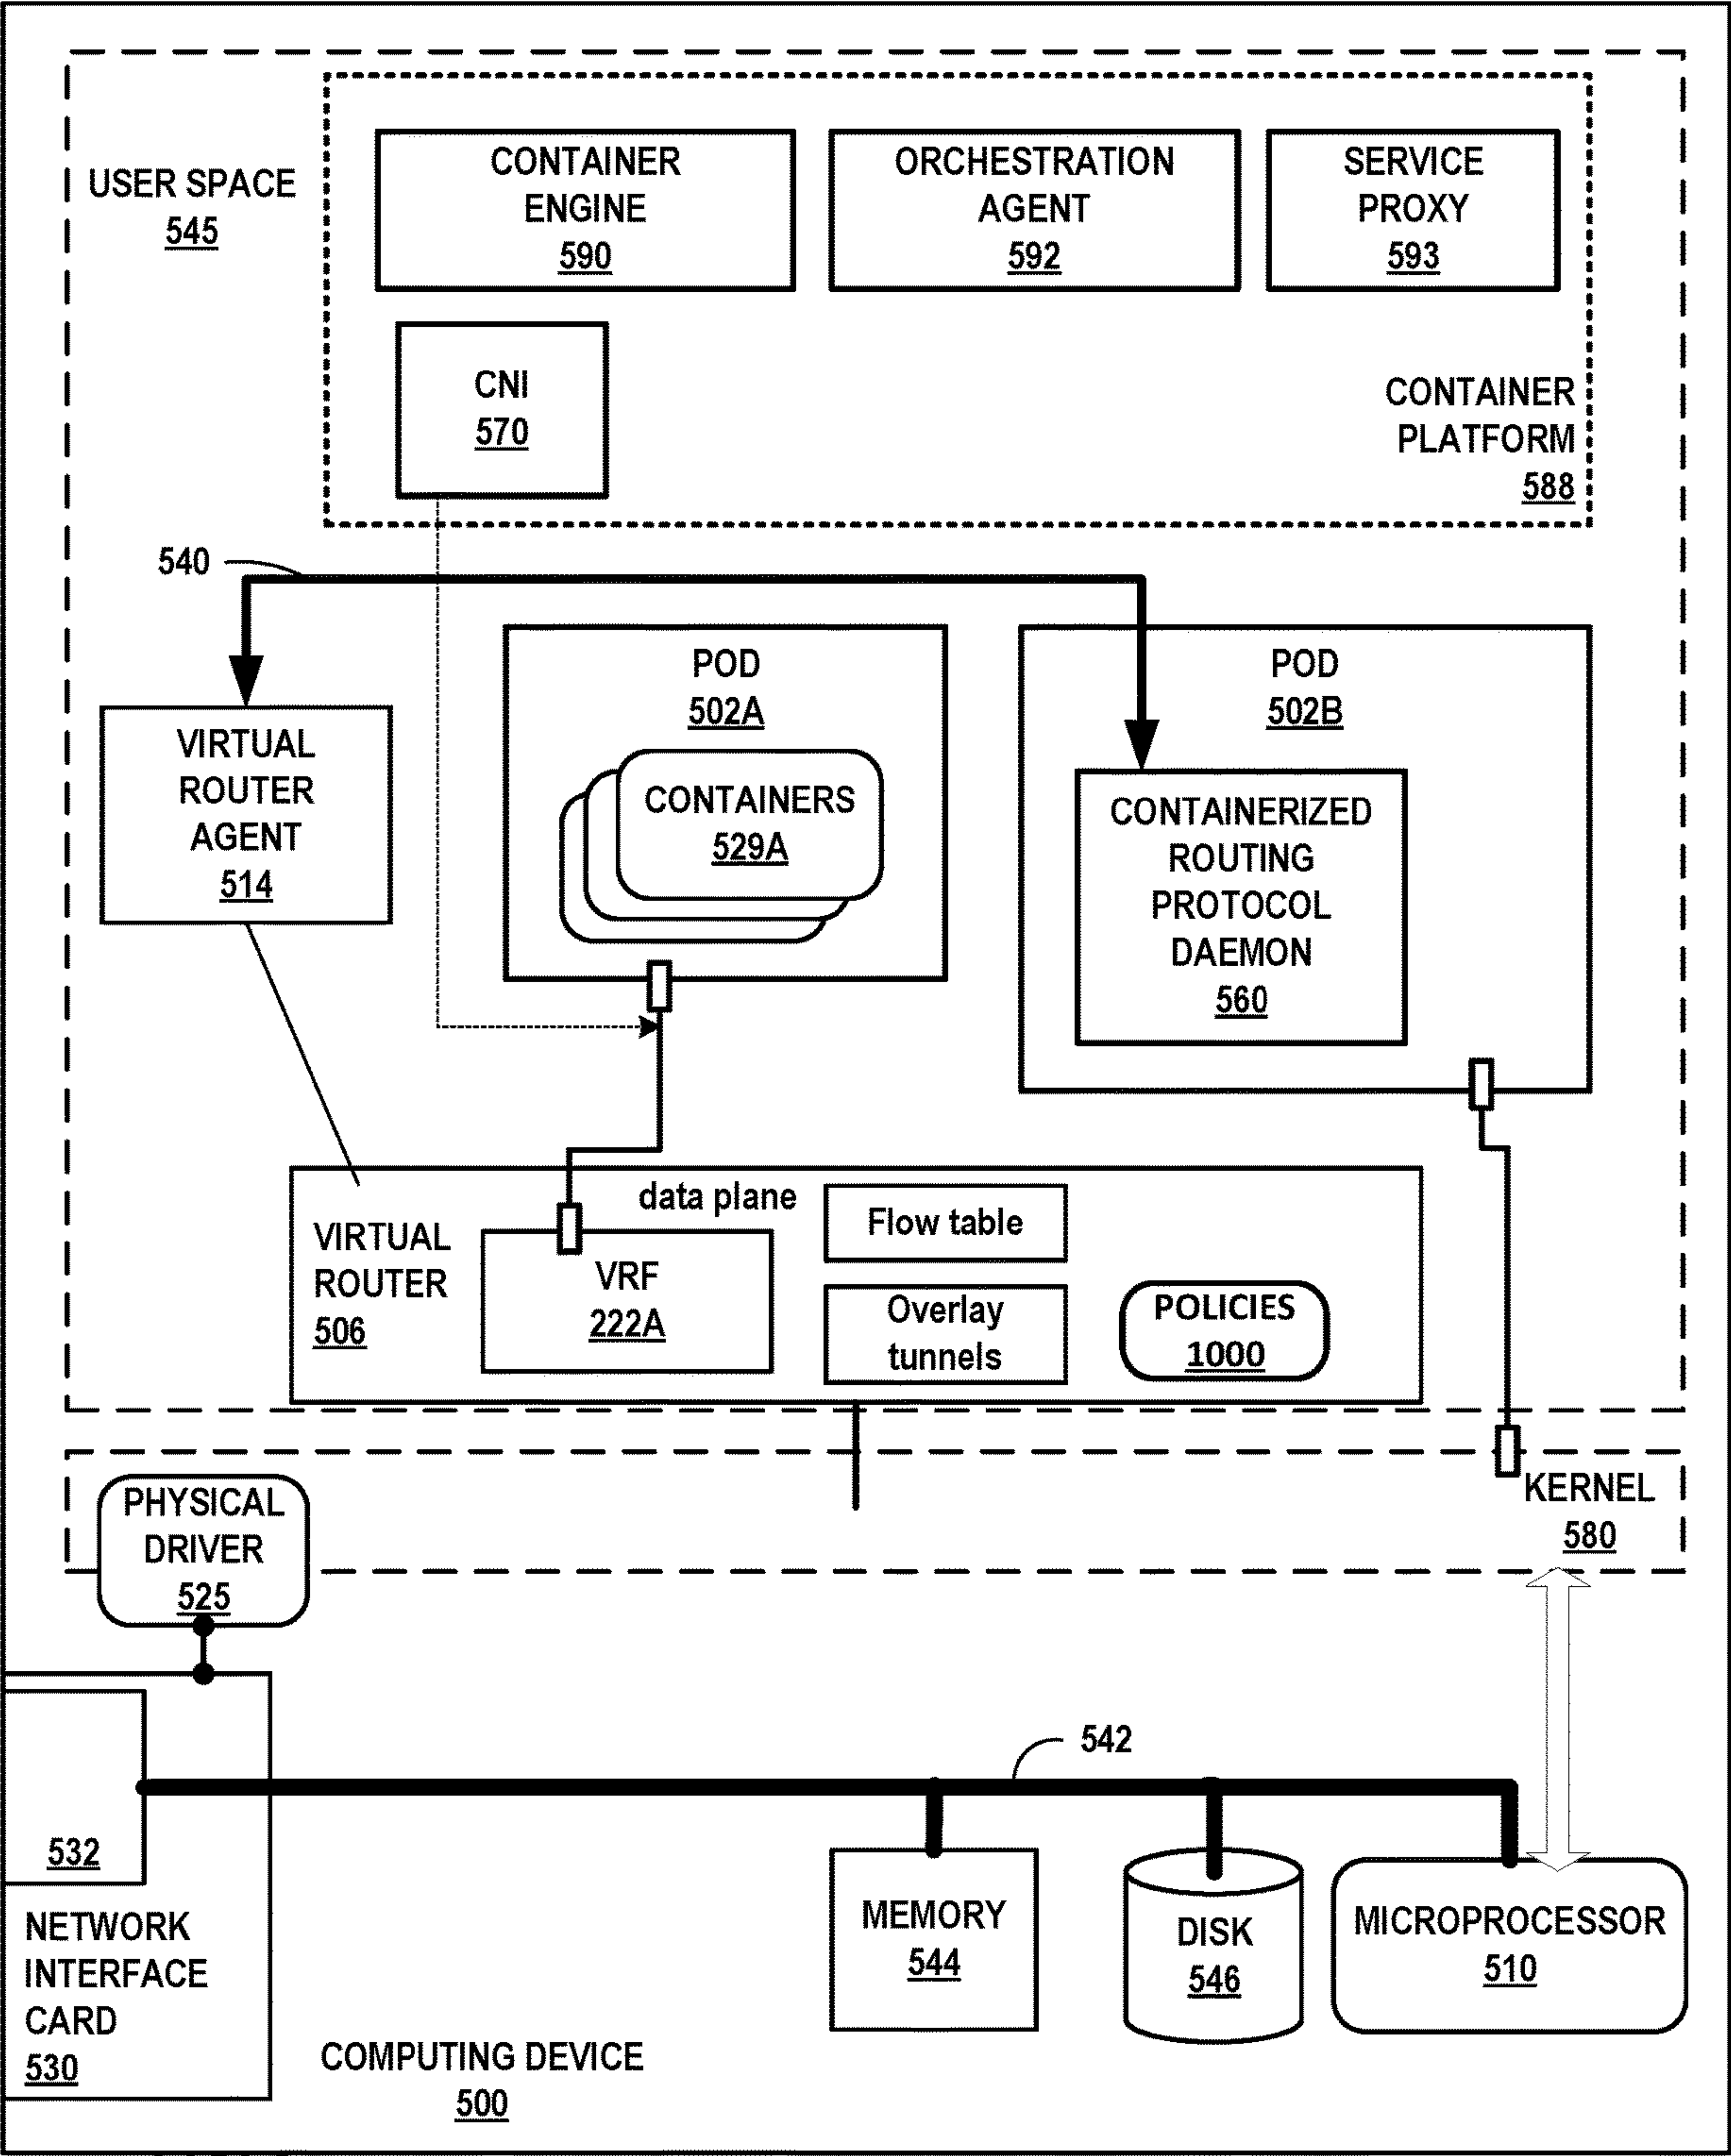 USER SPACE
545
CONTAINER
ENGINE
590
ORCHESTRATION
AGENT
592
SERVICE
PROXY
593
CNI
570
CONTAINER
PLATFORM
588
540
VIRTUAL
ROUTER
AGENT
514
POD
502A
CONTAINERS
529A
POD
502B
CONTAINERIZED
ROUTING
PROTOCOL
DAEMON
560
VIRTUAL
ROUTER
506
data plane
VRF
222A
Flow table
Overlay
tunnels
POLICIES
1000
PHYSICAL
DRIVER
525
KERNEL
580
542
532
NETWORK
INTERFACE
CARD
530
MEMORY
544
DISK
546
MICROPROCESSOR
510
COMPUTING DEVICE
500